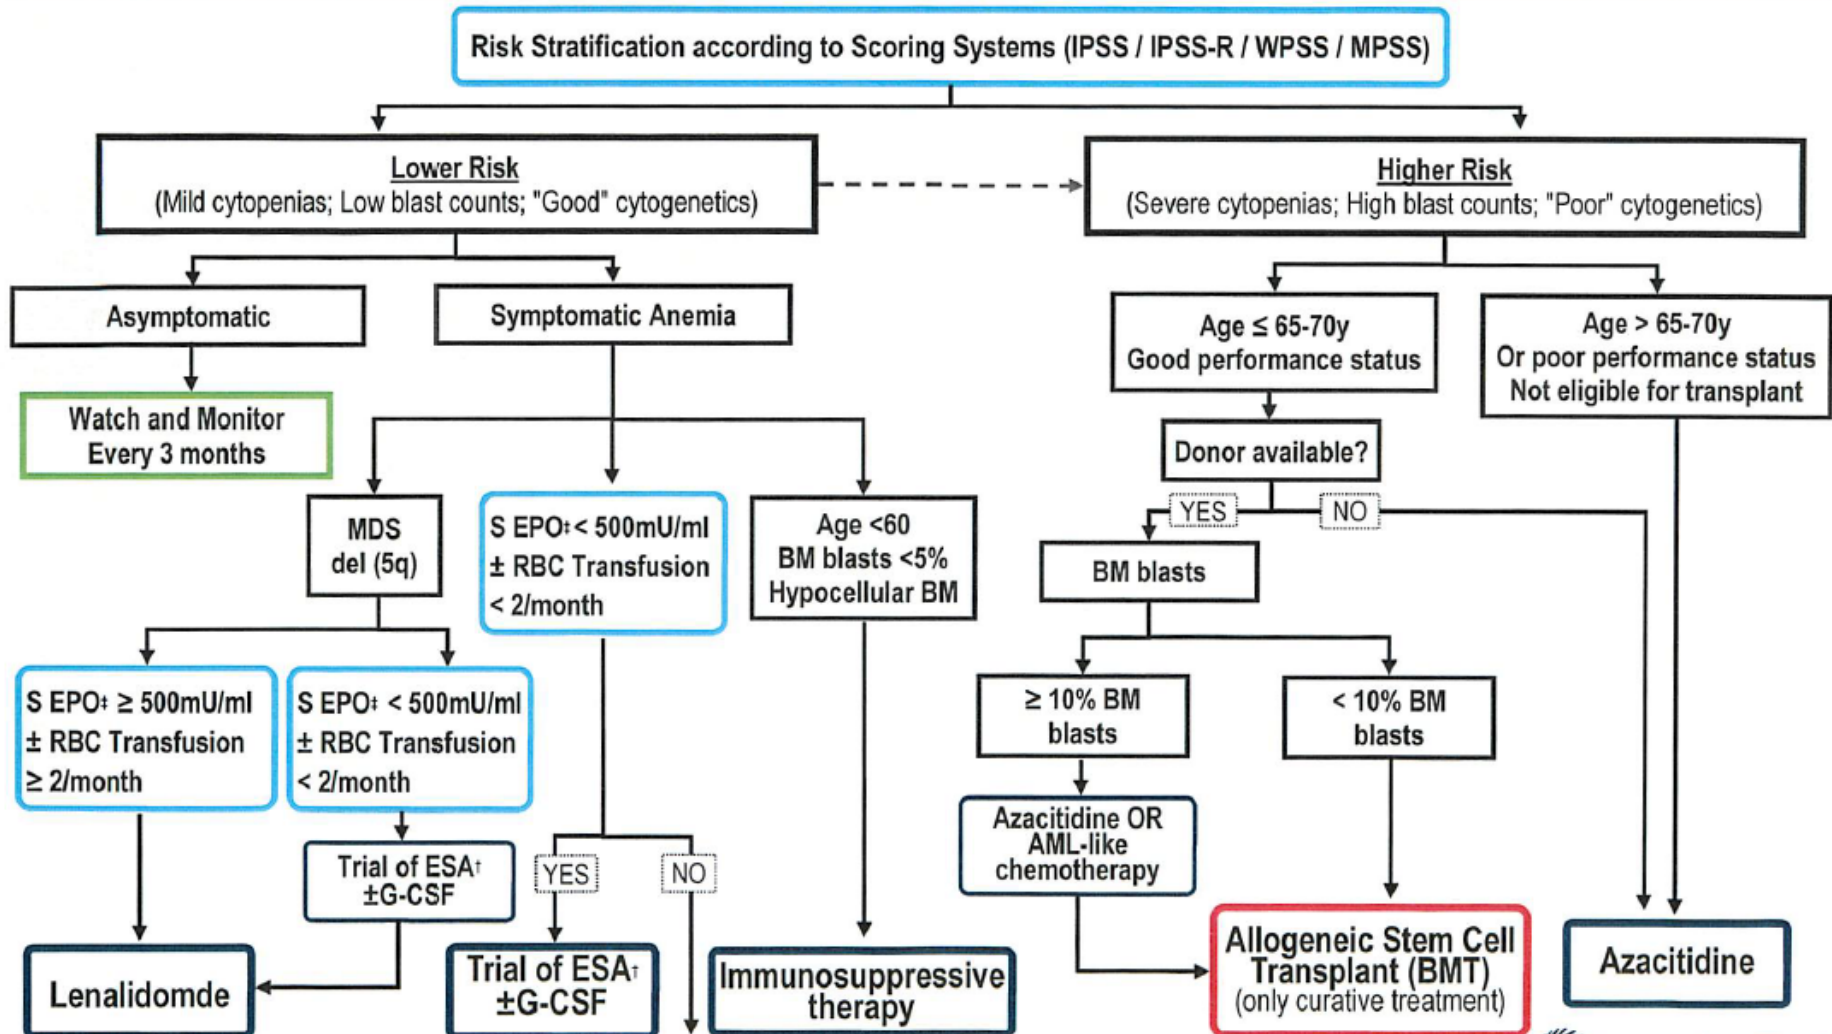 Risk Stratification according to Scoring Systems (IPSS / IPSS-R / WPSS / MPSS)
Lower Risk
(Mild cytopenias; Low blast counts; "Good" cytogenetics)
Higher Risk
(Severe cytopenias; High blast counts; "Poor" cytogenetics)
Asymptomatic
Symptomatic Anemia
Age ≤ 65-70y
Good performance status
Age > 65-70y
Or poor performance status
Not eligible for transplant
Watch and Monitor
Every 3 months
Donor available?
YES
NO
MDS
del (5q)
S EPO‡ < 500mU/ml
± RBC Transfusion
< 2/month
Age <60
BM blasts <5%
Hypocellular BM
BM blasts
S EPO‡ ≥ 500mU/ml
± RBC Transfusion
≥ 2/month
S EPO‡ < 500mU/ml
± RBC Transfusion
< 2/month
≥ 10% BM
blasts
< 10% BM
blasts
Trial of ESA†
±G-CSF
YES
NO
Azacitidine OR
AML-like
chemotherapy
Lenalidomde
Trial of ESA†
±G-CSF
Immunosuppressive
therapy
Allogeneic Stem Cell
Transplant (BMT)
(only curative treatment)
Azacitidine